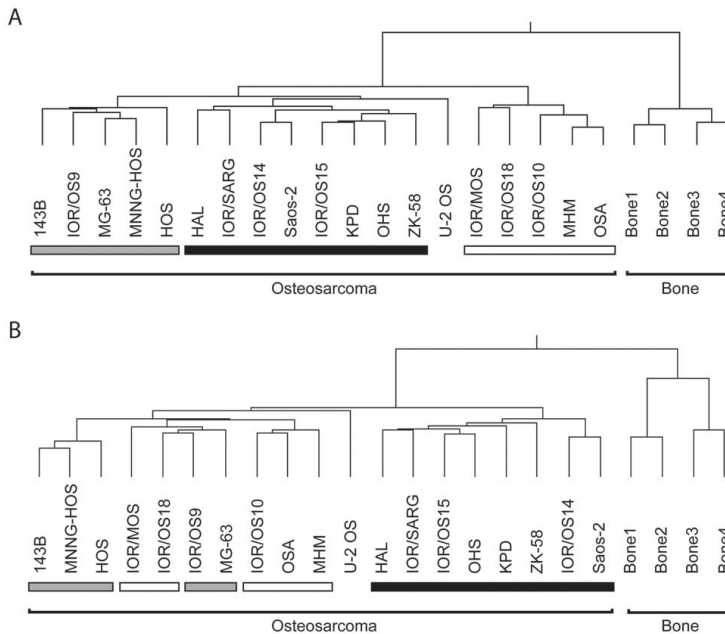 A
143B
IOR/OS9
MG-63
MNNG-HOS
HOS
HAL
IOR/SARG
IOR/OS14
Saos-2
IOR/OS15
KPD
OHS
ZK-58
U-2 OS
IOR/MOS
IOR/OS18
IOR/OS10
MHM
OSA
Bone1
Bone2
Bone3
Bone4
Osteosarcoma
Bone
B
143B
MNNG-HOS
HOS
IOR/MOS
IOR/OS18
IOR/OS9
MG-63
IOR/OS10
OSA
MHM
U-2 OS
HAL
IOR/SARG
IOR/OS15
OHS
KPD
ZK-58
IOR/OS14
Saos-2
Bone1
Bone2
Bone3
Bone4
Osteosarcoma
Bone